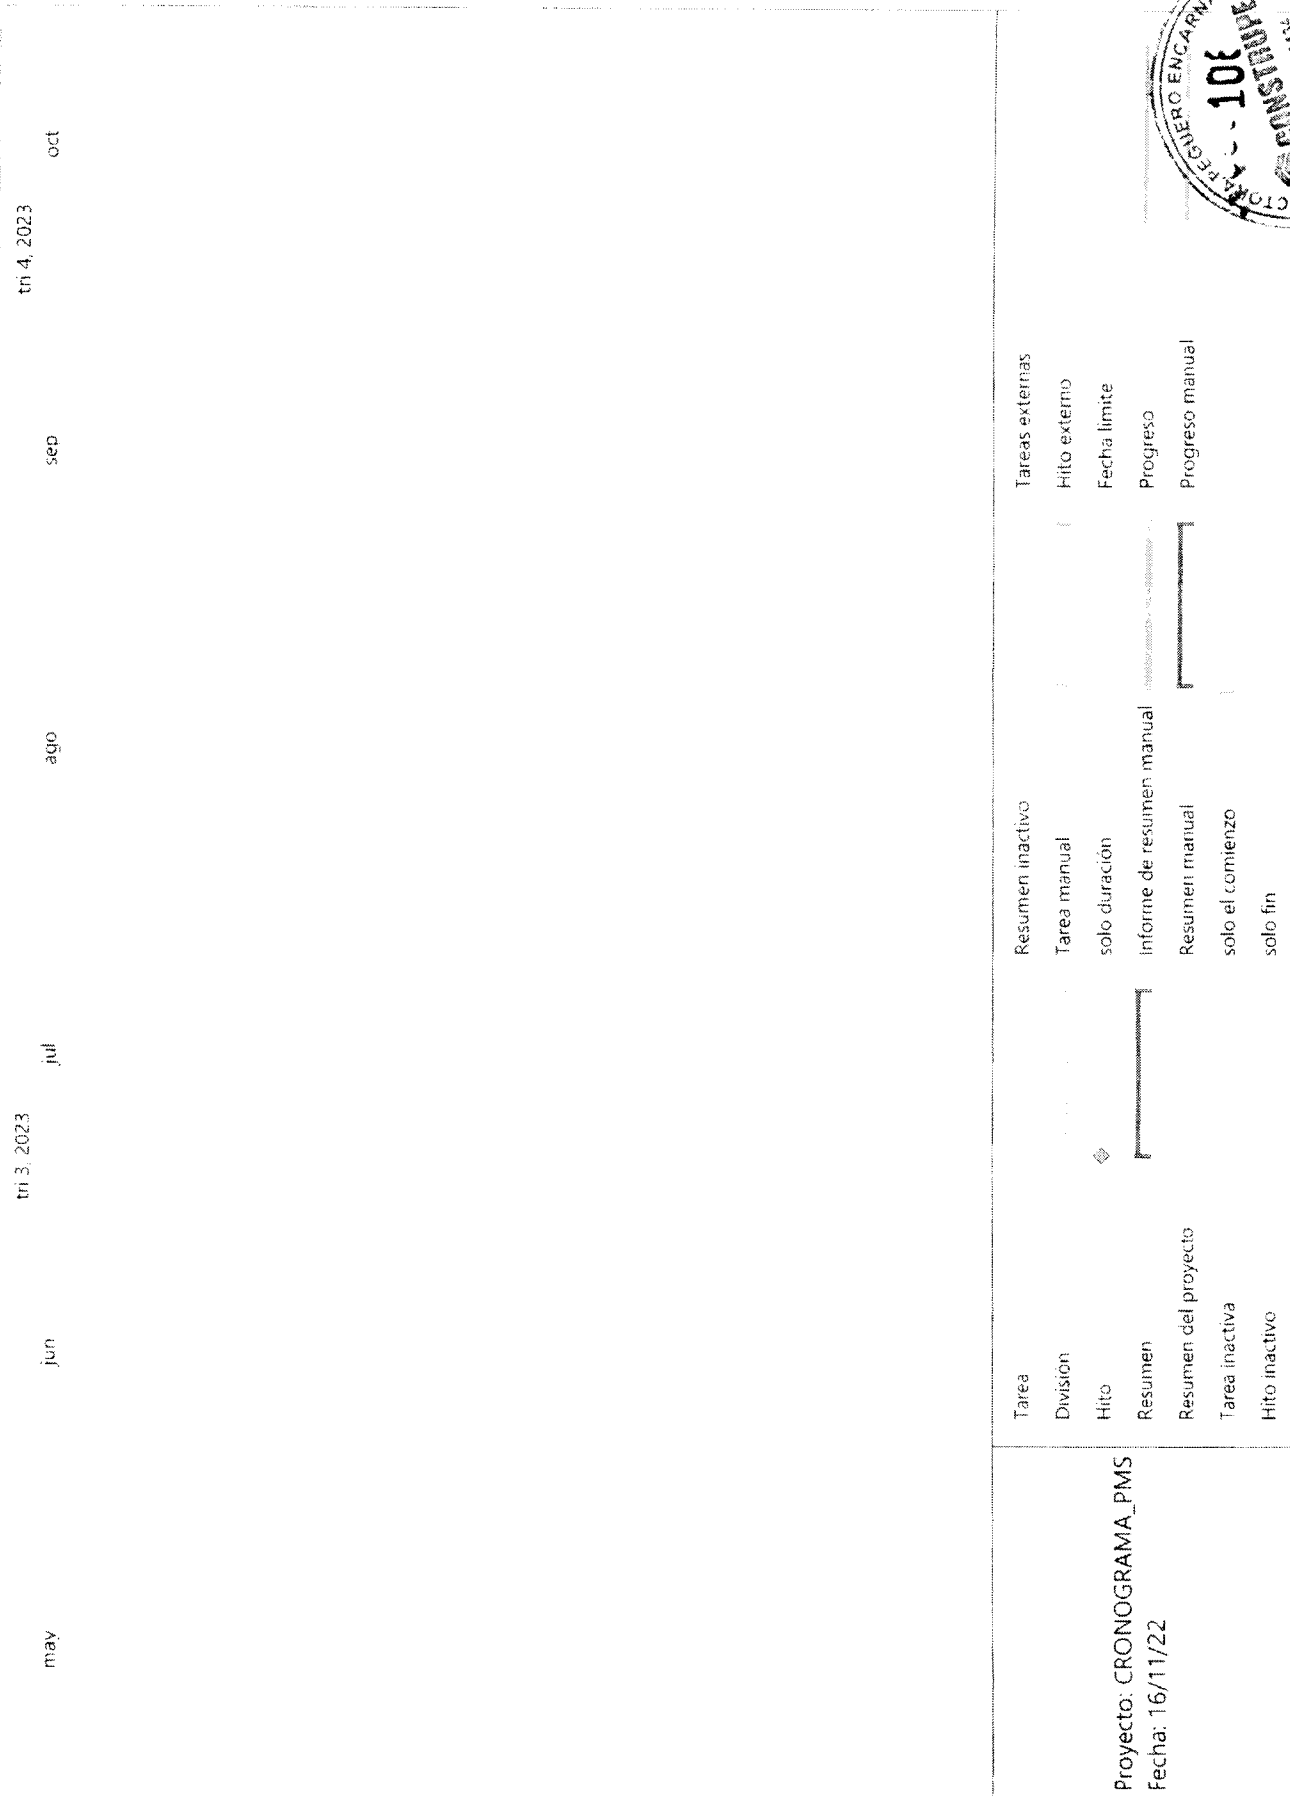 tri 3, 2023
tri 4, 2023
may
jun
jul
ago
sep
oct
Proyecto: CRONOGRAMA_PMS
Fecha: 16/11/22
Tarea
División
Hito
Resumen
Resumen del proyecto
Tarea inactiva
Hito inactivo
Resumen inactivo
Tarea manual
solo duración
Informe de resumen manual
Resumen manual
solo el comienzo
solo fin
Tareas externas
Hito externo
Fecha límite
Progreso
Progreso manual
PEGUERO ENCARN